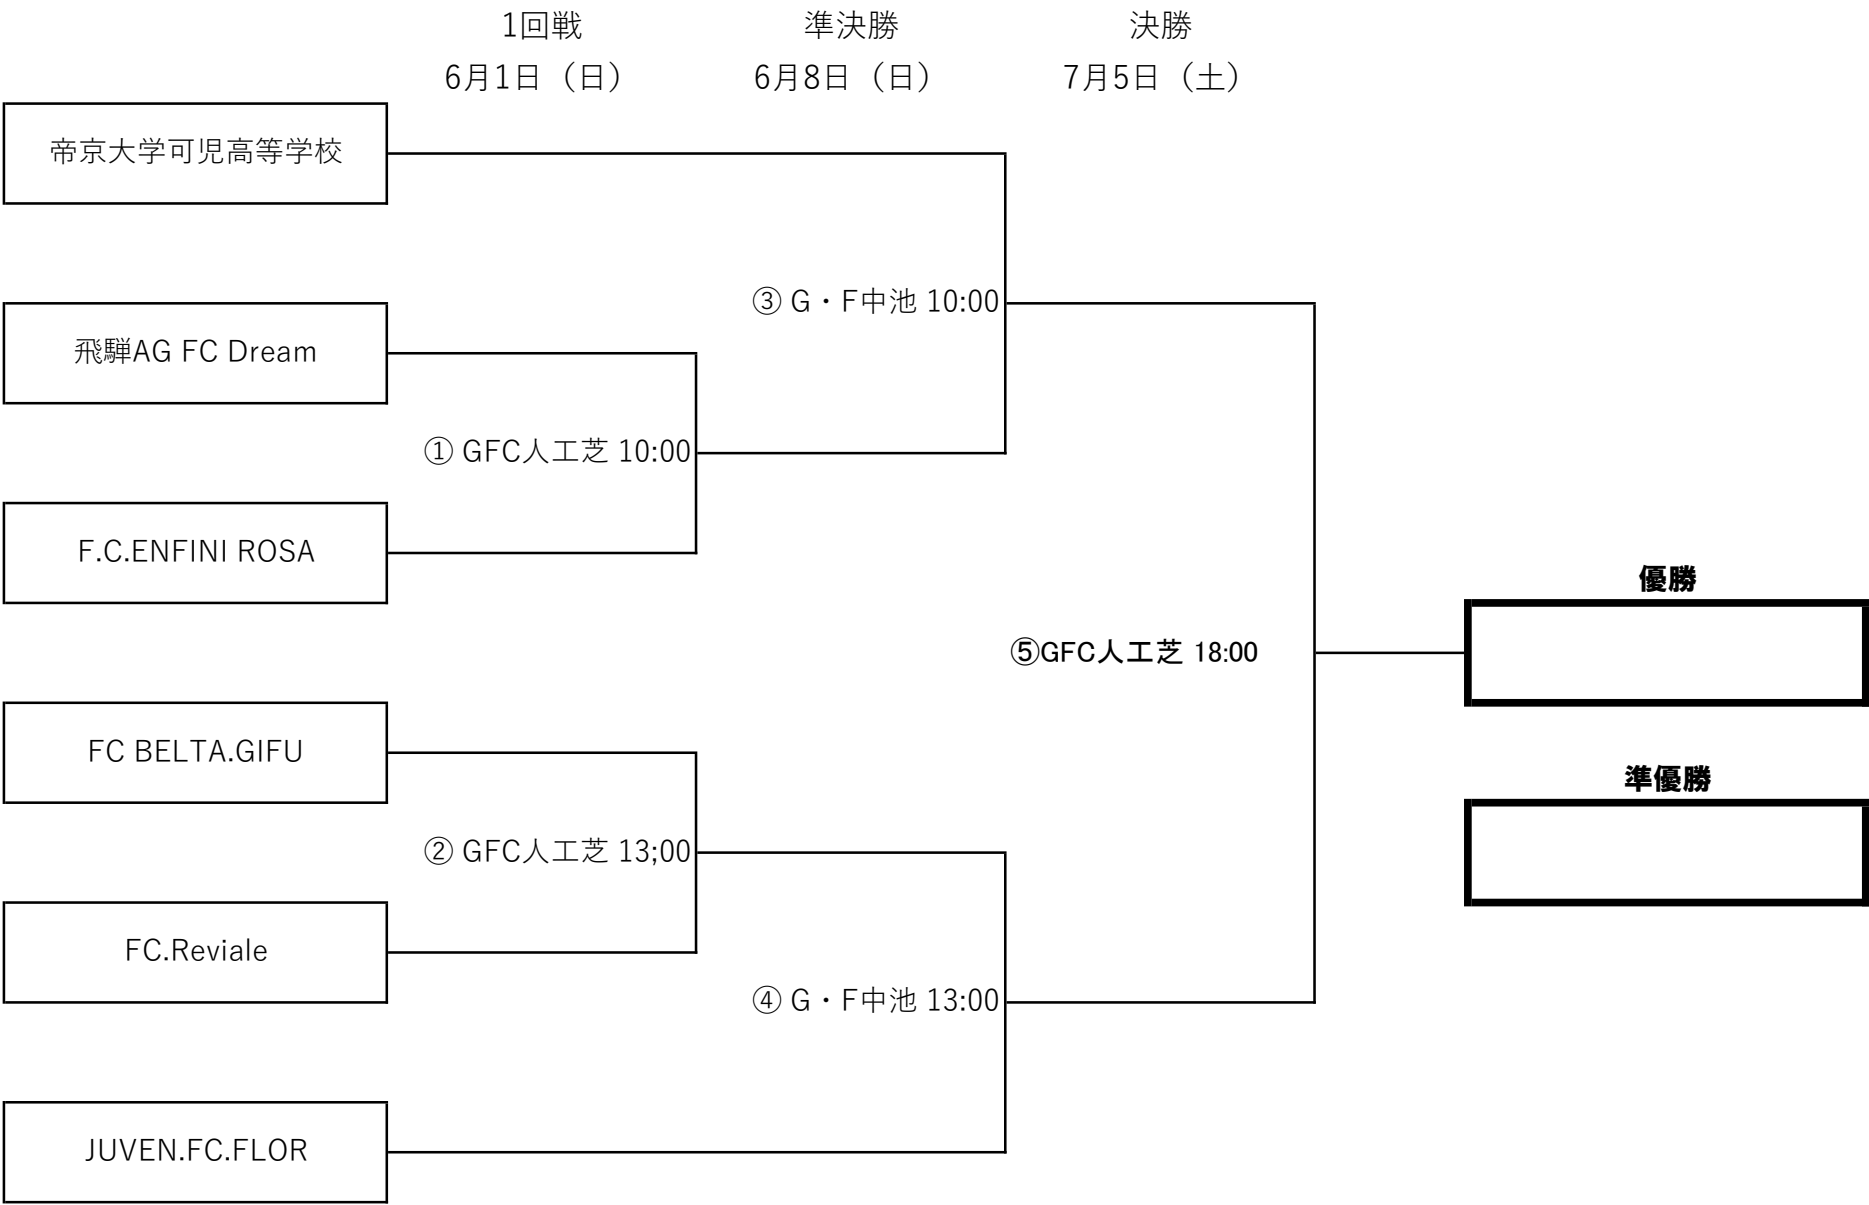 1回戦 準決勝 決勝
6月1日（日） 6月8日（日） 7月5日（土）
帝京大学可児高等学校
③ G・F中池 10:00
飛騨AG FC Dream
① GFC人工芝 10:00
F.C.ENFINI ROSA
優勝
⑤GFC人工芝 18:00
FC BELTA.GIFU
準優勝
② GFC人工芝 13;00
FC.Reviale
④ G・F中池 13:00
JUVEN.FC.FLOR